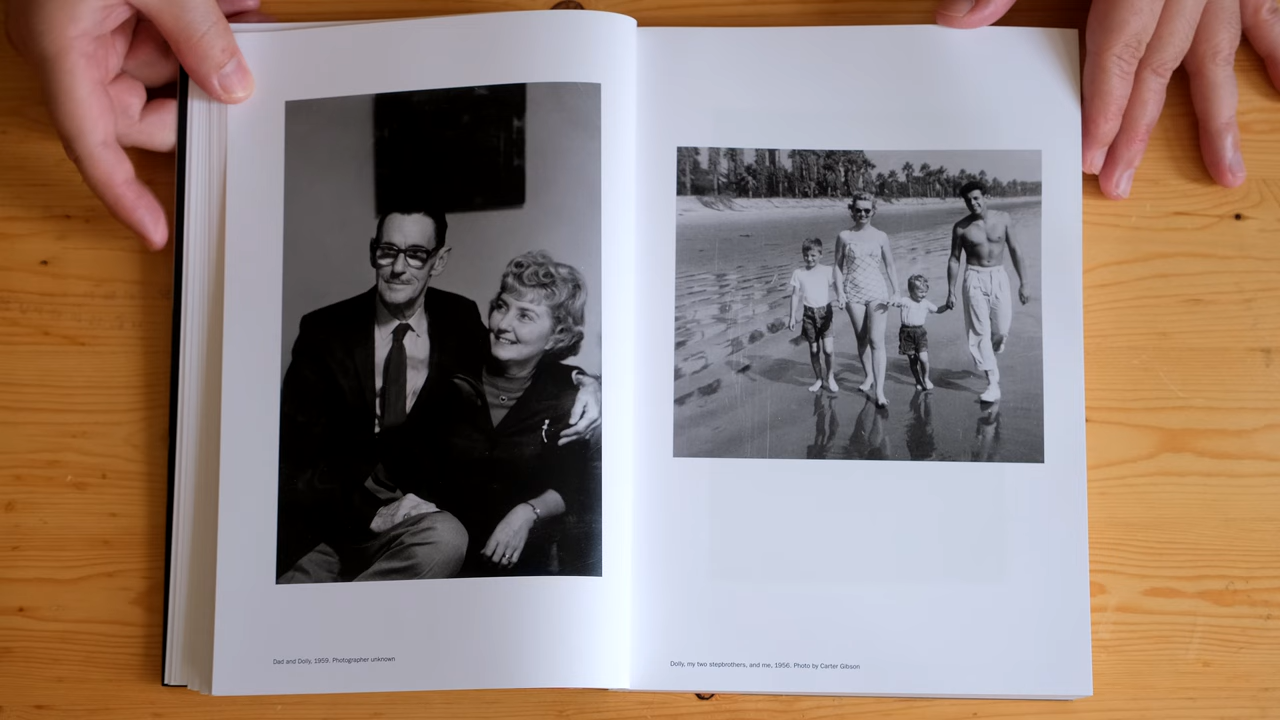 Dad and Dolly, 1959. Photographer unknown
Dolly, my two stepbrothers, and me, 1956. Photo by Carter Gibson